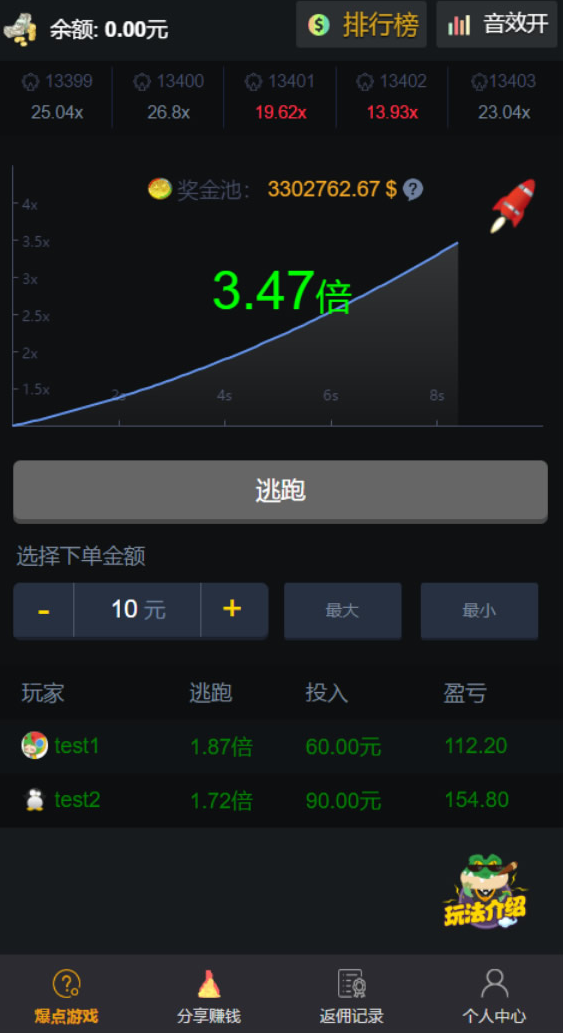 余额: 0.00元 排行榜 音效开
13399 13400 13401 13402 13403
25.04x 26.8x 19.62x 13.93x 23.04x
奖金池： 3302762.67 $ ?
4x
3.5x
3x
3.47倍
2.5x
2x
1.5x
2s 4s 6s 8s
逃跑
选择下单金额
- 10 元 + 最大 最小
玩家 逃跑 投入 盈亏
test1 1.87倍 60.00元 112.20
test2 1.72倍 90.00元 154.80
玩法介绍
爆点游戏 分享赚钱 返佣记录 个人中心